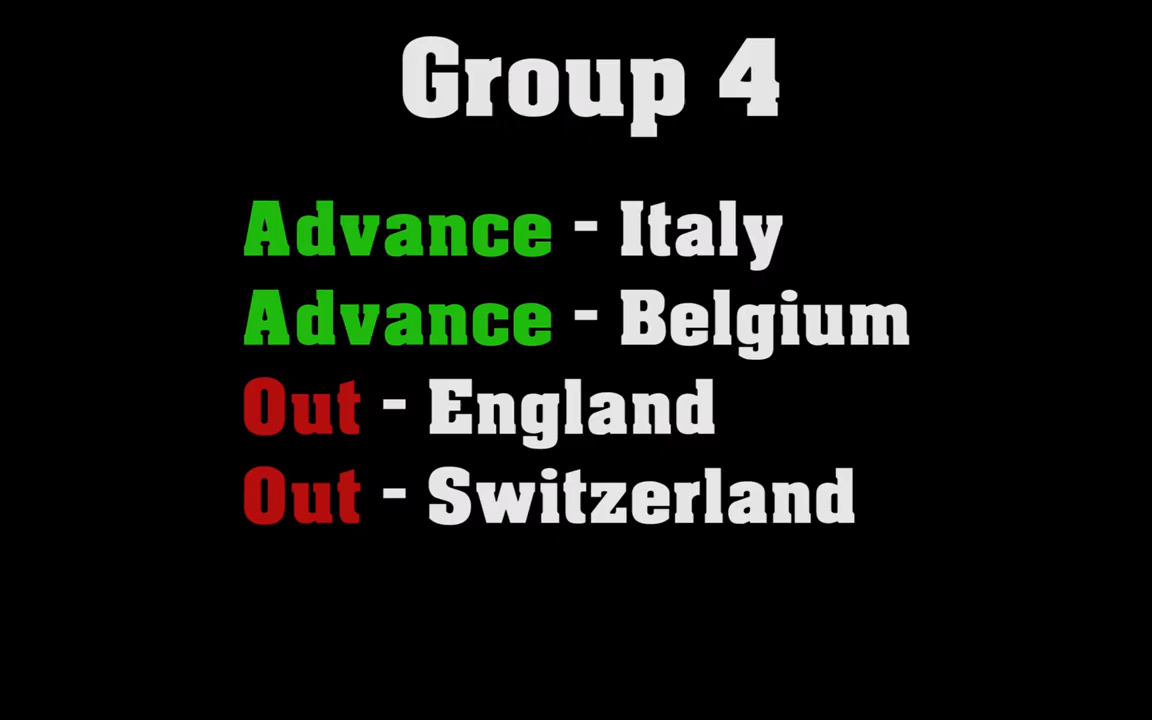 Group 4
Advance - Italy
Advance - Belgium
Out - England
Out - Switzerland